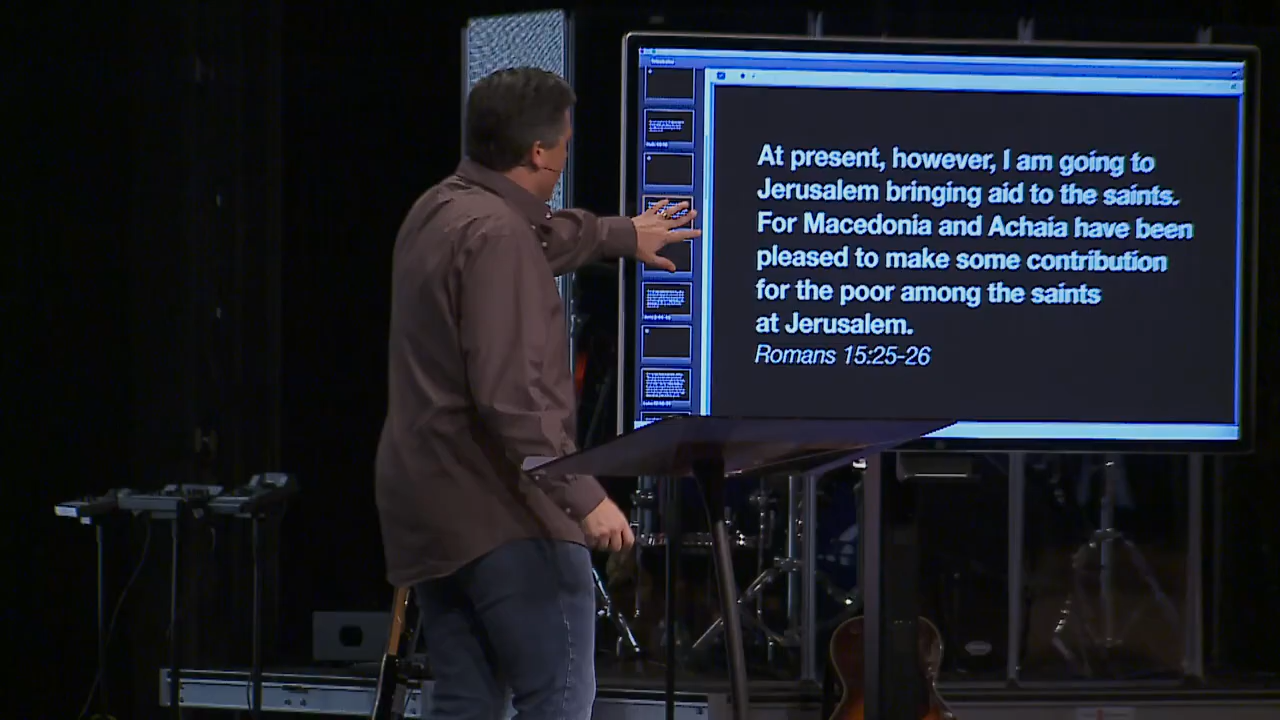 At present, however, I am going to
Jerusalem bringing aid to the saints.
For Macedonia and Achaia have been
pleased to make some contribution
for the poor among the saints
at Jerusalem.
Romans 15:25-26